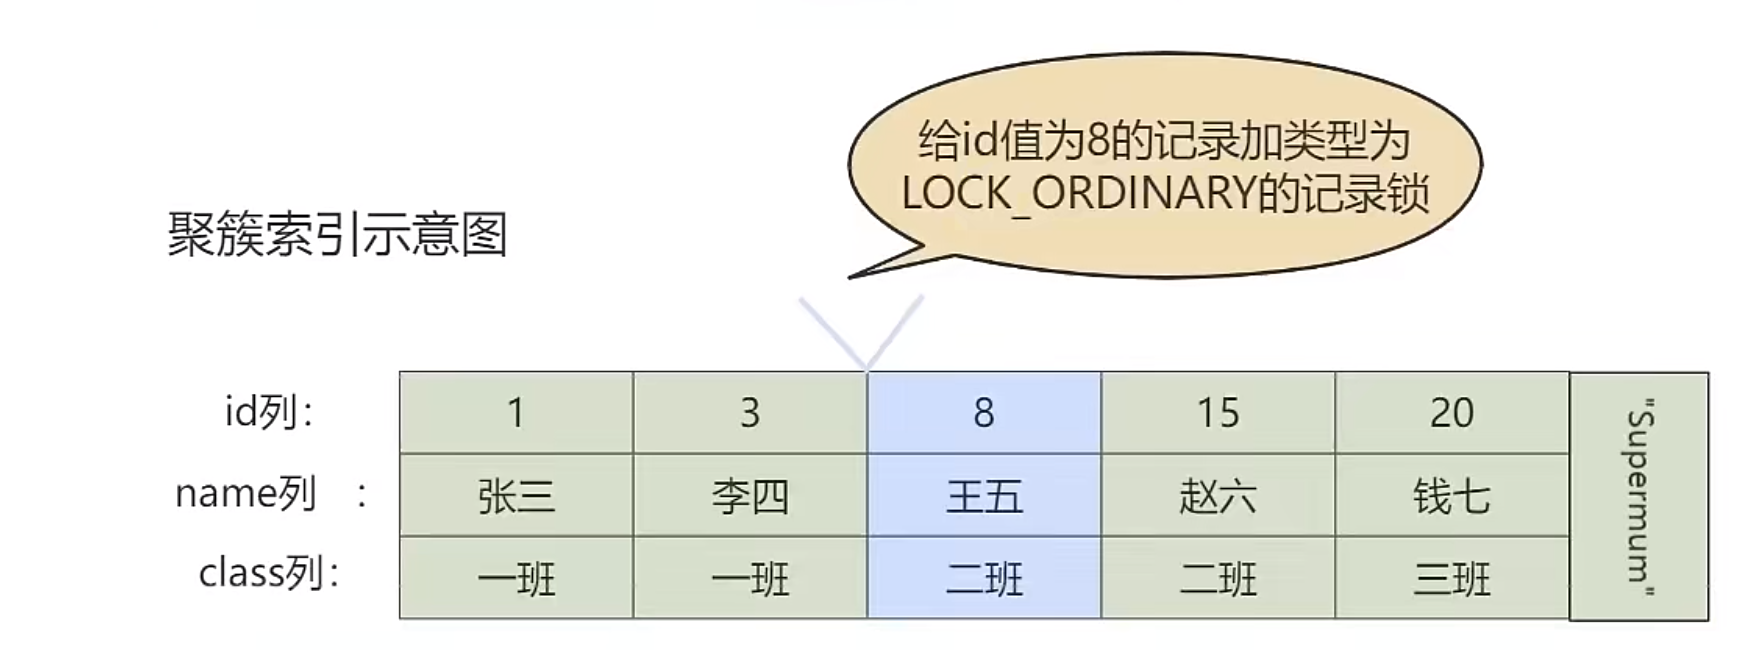 给id值为8的记录加类型为
LOCK_ORDINARY的记录锁
聚簇索引示意图
id列： 1 3 8 15 20
name列 ： 张三 李四 王五 赵六 钱七
class列： 一班 一班 二班 二班 三班
"Supermum"